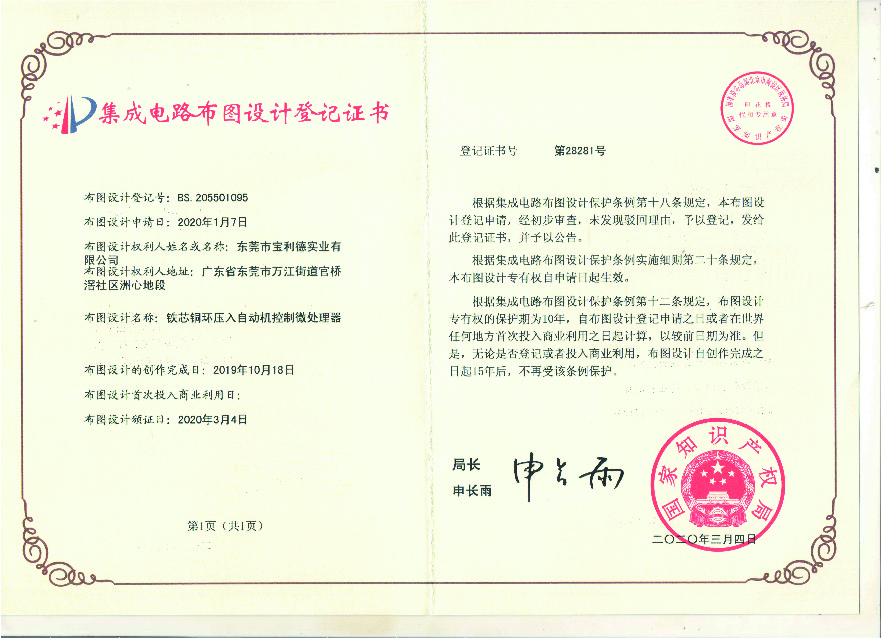 集成电路布图设计登记证书
布图设计登记号：BS.205501095
布图设计申请日：2020年1月7日
布图设计权利人姓名或名称：东莞市宝利德实业有
限公司
布图设计权利人地址：广东省东莞市万江街道官桥
滘社区洲心地段
布图设计名称：铁芯铜环压入自动机控制微处理器
布图设计的创作完成日：2019年10月18日
布图设计首次投入商业利用日：
布图设计颁证日：2020年3月4日
第1页（共1页）
登记证书号 第28281号
根据集成电路布图设计保护条例第十八条规定，本布图设
计登记申请，经初步审查，未发现驳回理由，予以登记，发给
此登记证书，并予以公告。
根据集成电路布图设计保护条例实施细则第二十条规定，
本布图设计专有权自申请日起生效。
根据集成电路布图设计保护条例第十二条规定，布图设计
专有权的保护期为10年，自布图设计登记申请之日或者在世界
任何地方首次投入商业利用之日起计算，以较前日期为准。但
是，无论是否登记或者投入商业利用，布图设计自创作完成之
日起15年后，不再受该条例保护。
局长
申长雨
申长雨
国家知识产权局
二〇二〇年三月四日